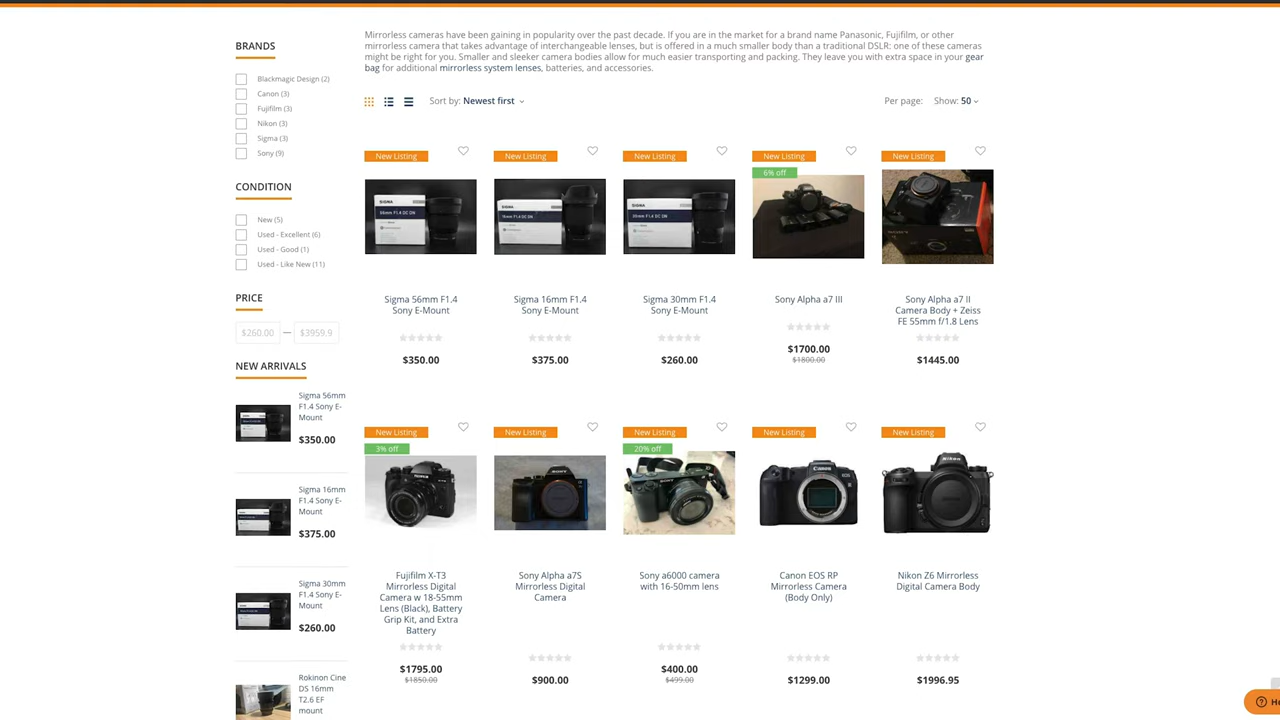 Mirrorless cameras have been gaining in popularity over the past decade. If you are in the market for a brand name Panasonic, Fujifilm, or other
mirrorless camera that takes advantage of interchangeable lenses, but is offered in a much smaller body than a traditional DSLR: one of these cameras
might be right for you. Smaller and sleeker camera bodies allow for much easier transporting and packing. They leave you with extra space in your gear
bag for additional mirrorless system lenses, batteries, and accessories.
BRANDS
Blackmagic Design (2)
Canon (3)
Fujifilm (3)
Nikon (3)
Sigma (3)
Sony (9)
CONDITION
New (5)
Used - Excellent (6)
Used - Good (1)
Used - Like New (11)
PRICE
$260.00 — $3959.9
NEW ARRIVALS
Sigma 56mm
F1.4 Sony E-
Mount
$350.00
Sigma 16mm
F1.4 Sony E-
Mount
$375.00
Sigma 30mm
F1.4 Sony E-
Mount
$260.00
Rokinon Cine
DS 16mm
T2.6 EF
mount
Sort by: Newest first
Per page: Show: 50
New Listing
Sigma 56mm F1.4
Sony E-Mount
$350.00
New Listing
Sigma 16mm F1.4
Sony E-Mount
$375.00
New Listing
Sigma 30mm F1.4
Sony E-Mount
$260.00
New Listing
6% off
Sony Alpha a7 III
$1700.00
$1800.00
New Listing
Sony Alpha a7 II
Camera Body + Zeiss
FE 55mm f/1.8 Lens
$1445.00
New Listing
3% off
Fujifilm X-T3
Mirrorless Digital
Camera w 18-55mm
Lens (Black), Battery
Grip Kit, and Extra
Battery
$1795.00
$1850.00
New Listing
Sony Alpha a7S
Mirrorless Digital
Camera
$900.00
New Listing
20% off
Sony a6000 camera
with 16-50mm lens
$400.00
$499.00
New Listing
Canon
Canon EOS RP
Mirrorless Camera
(Body Only)
$1299.00
New Listing
Nikon
Nikon Z6 Mirrorless
Digital Camera Body
$1996.95